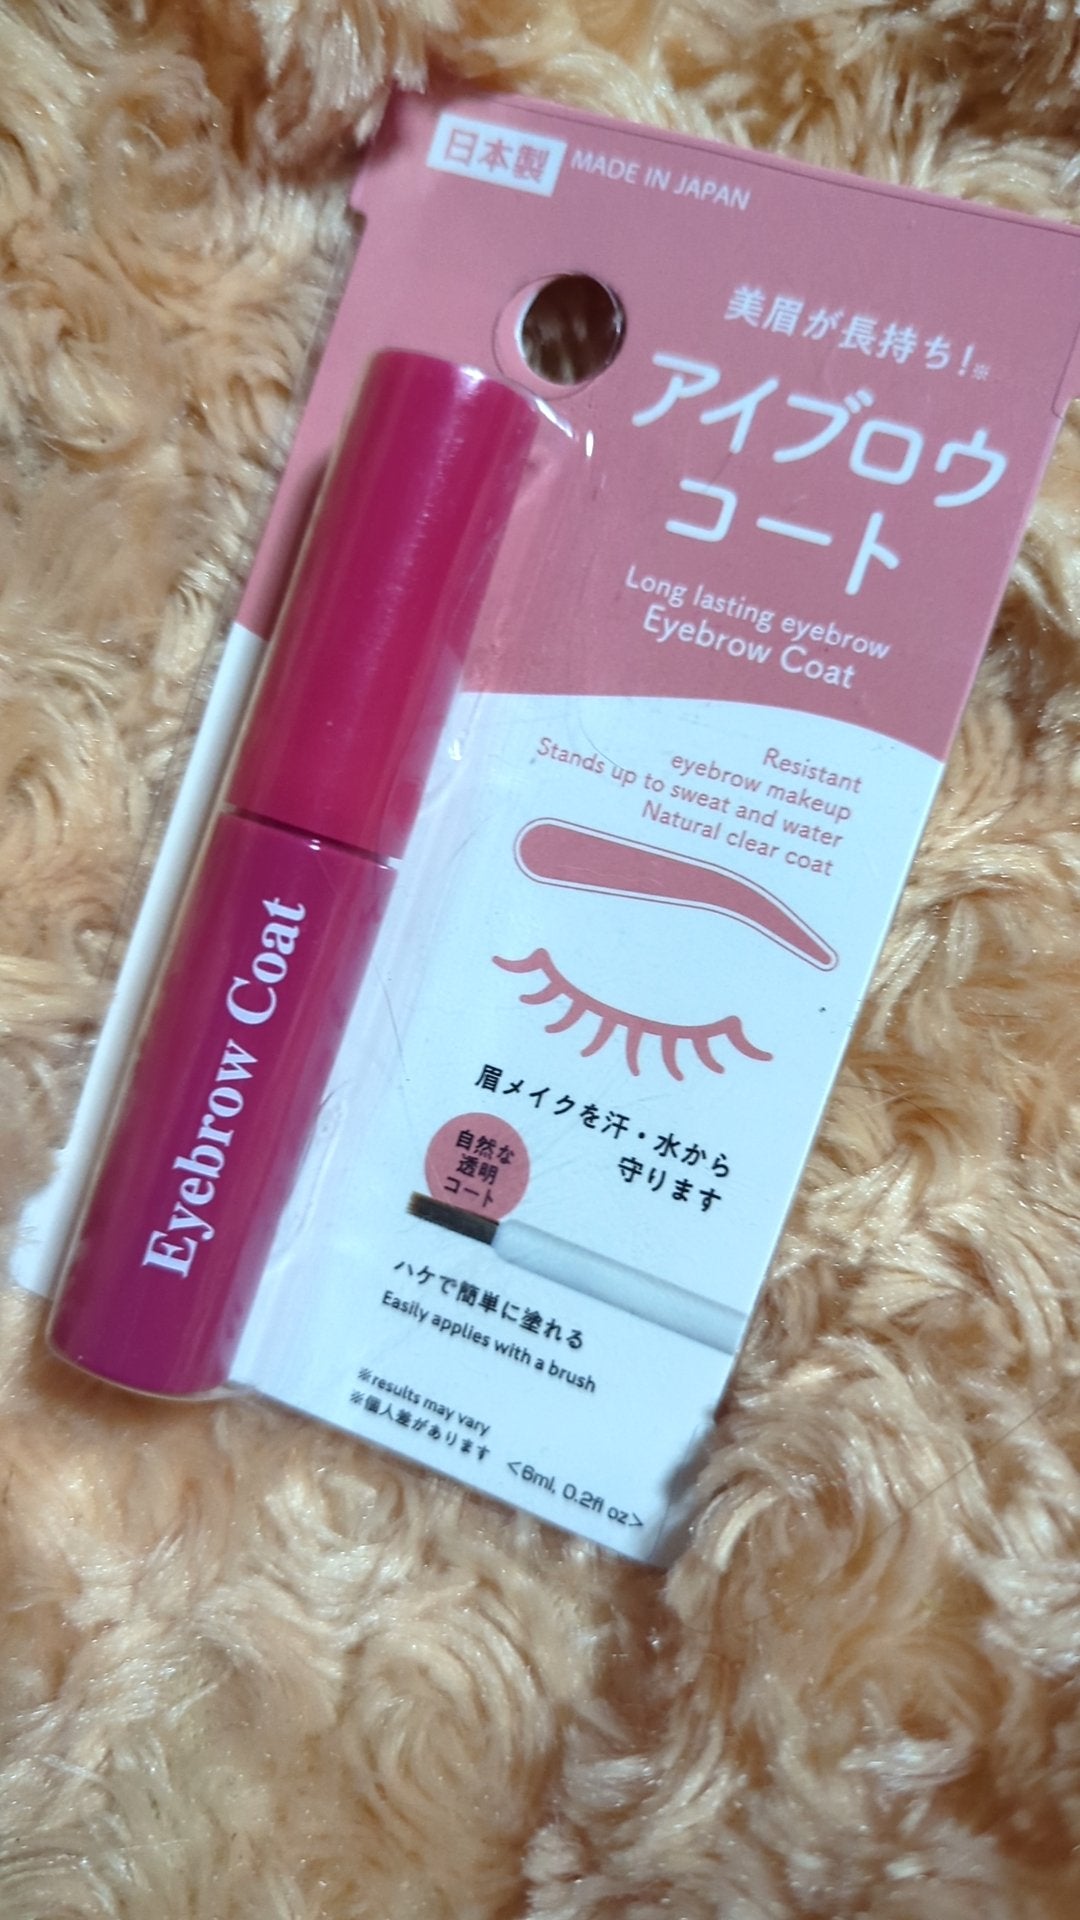 日本製 MADE IN JAPAN
美眉が長持ち!※
アイブロウ
コート
Long lasting eyebrow
Eyebrow Coat
Resistant
eyebrow makeup
Stands up to sweat and water
Natural clear coat
Eyebrow Coat
眉メイクを汗・水から
守ります
自然な
透明
コート
ハケで簡単に塗れる
Easily applies with a brush
※results may vary
※個人差があります
<6ml, 0.2fl oz>